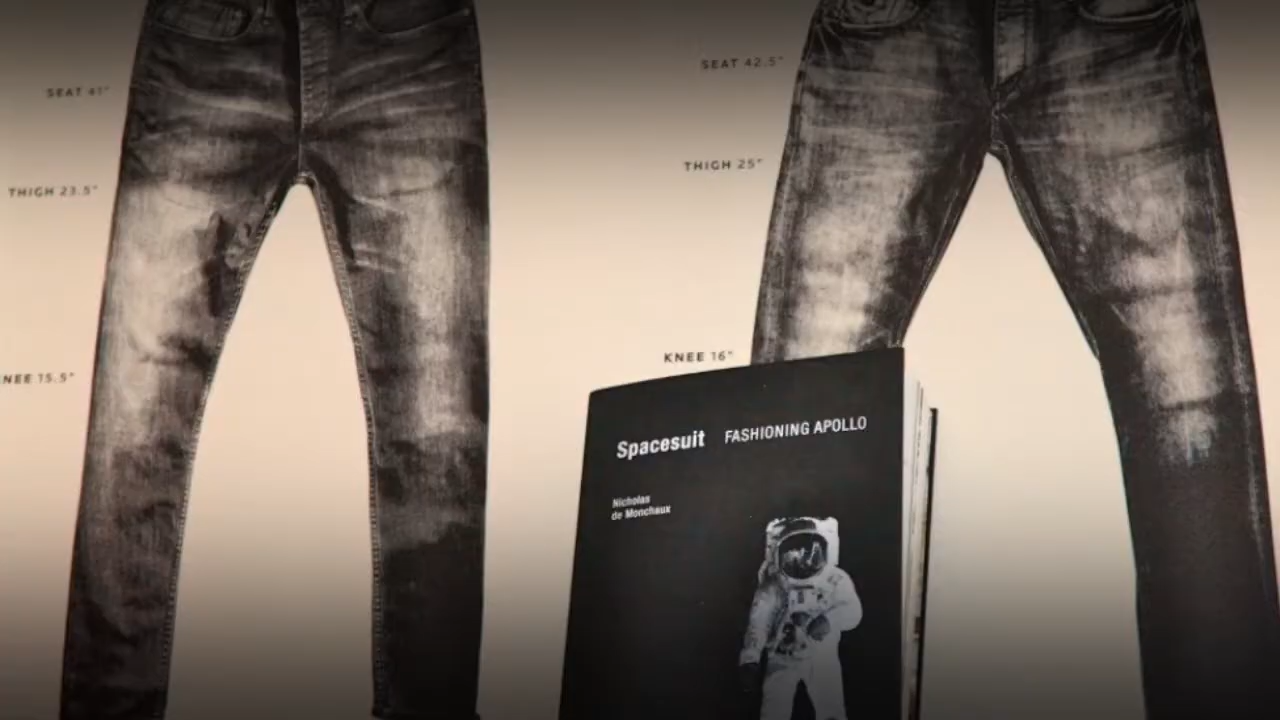 SEAT 41"
THIGH 23.5"
KNEE 15.5"
SEAT 42.5"
THIGH 25"
KNEE 16"
Spacesuit FASHIONING APOLLO
Nicholas
de Monchaux